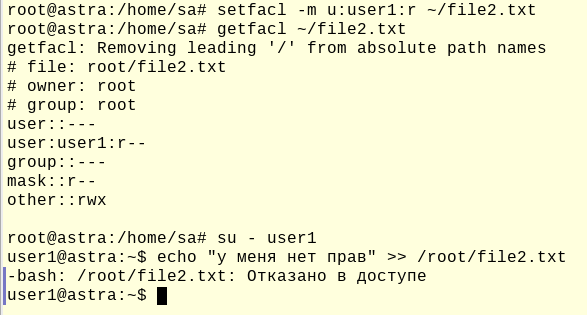 root@astra:/home/sa# setfacl -m u:user1:r ~/file2.txt
root@astra:/home/sa# getfacl ~/file2.txt
getfacl: Removing leading '/' from absolute path names
# file: root/file2.txt
# owner: root
# group: root
user::---
user:user1:r--
group::---
mask::r--
other::rwx

root@astra:/home/sa# su - user1
user1@astra:~$ echo "у меня нет прав" >> /root/file2.txt
-bash: /root/file2.txt: Отказано в доступе
user1@astra:~$